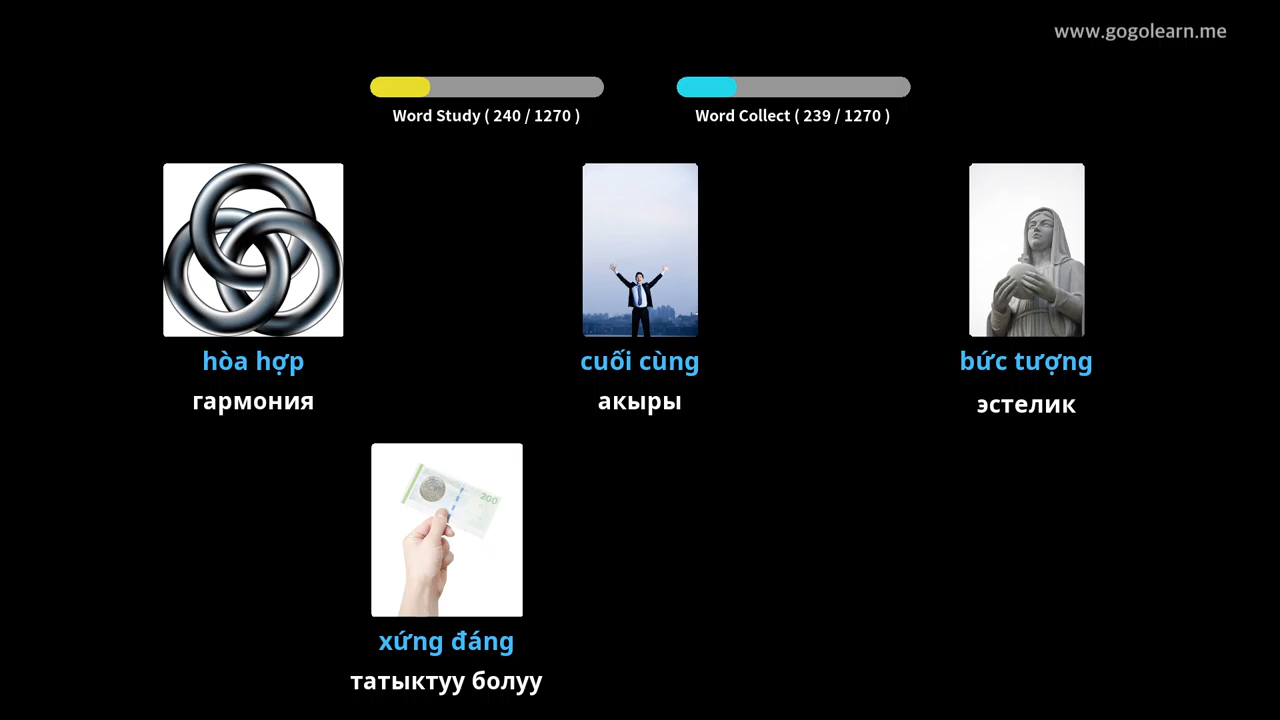 www.gogolearn.me
Word Study ( 240 / 1270 )
Word Collect ( 239 / 1270 )
hòa hợp
гармония
cuối cùng
акыры
bức tượng
эстелик
200
xứng đáng
татыктуу болуу